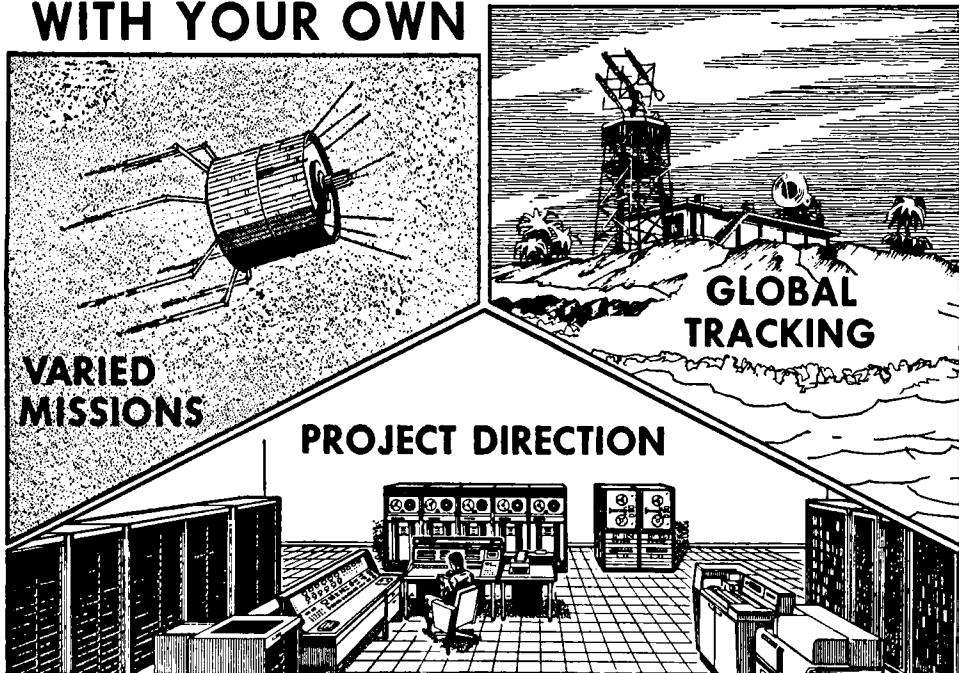 WITH YOUR OWN
VARIED
MISSIONS
GLOBAL
TRACKING
PROJECT DIRECTION